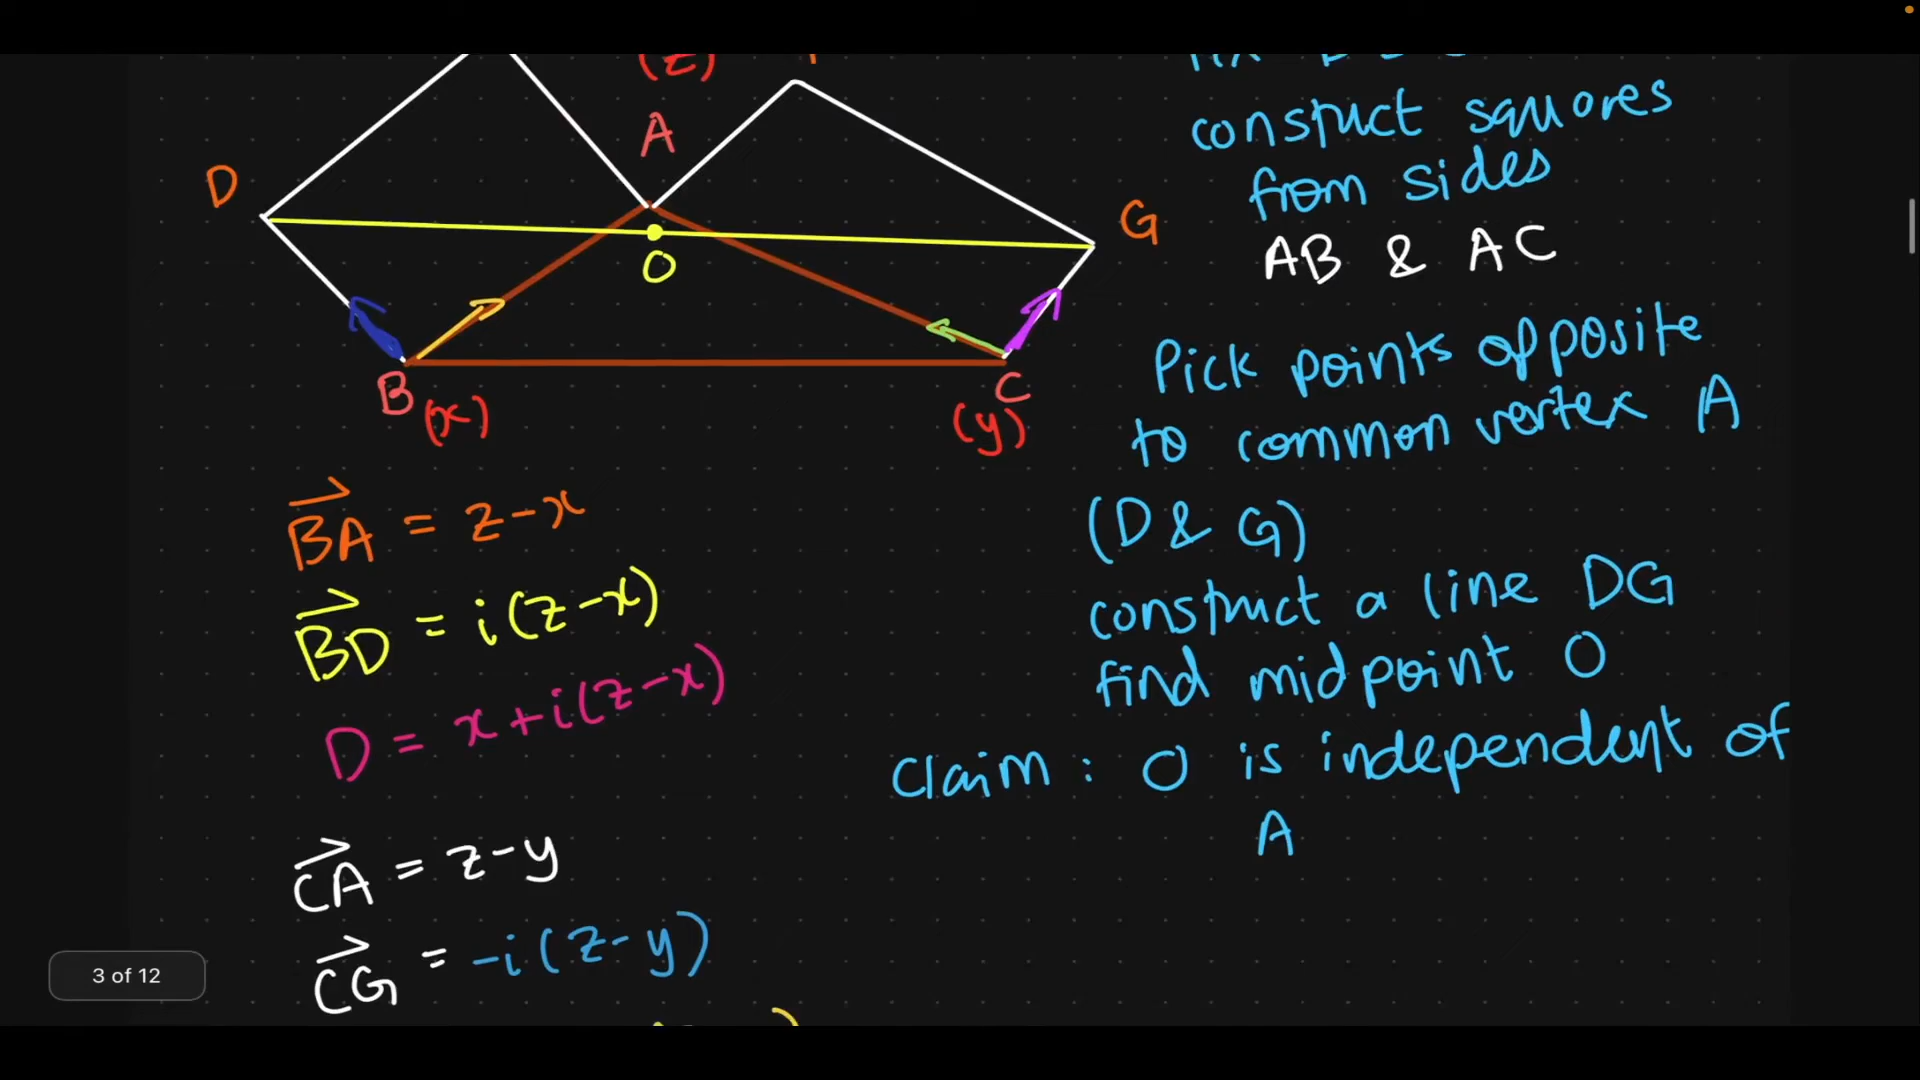 (z)
A
D
G
O
B
(x)
C
(y)
BA = z-x
BD = i(z-x)
D = x+i(z-x)
CA = z-y
CG = -i(z-y)
constuct squares
from sides
AB & AC
Pick points opposite
to common vertex A
(D & G)
construct a line DG
find midpoint O
Claim: O is independent of
A
3 of 12